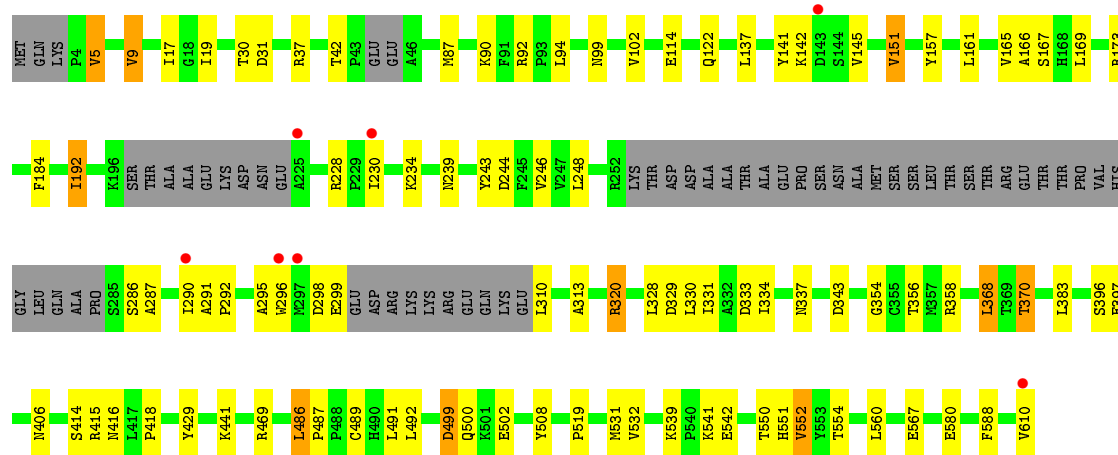 MET GLN LYS P4 V5 V9 I17 G18 I19 T30 D31 R37 T42 P43 GLU GLU A46 M87 K90 F91 R92 P93 L94 N99 V102 E114 Q122 L137 Y141 K142 D143 S144 V145 V151 Y157 L161 V165 A166 S167 H168 L169
F184 I192 K196 SER THR ALA ALA GLU LYS ASP ASN GLU A225 R228 P229 I230 K234 N239 Y243 D244 F245 V246 V247 L248 R252 LYS THR ASP ASP ALA ALA THR ALA GLU PRO SER ASN ALA MET SER SER LEU THR SER THR ARG GLU THR THR PRO VAL HIS
GLY LEU GLN ALA PRO S285 S286 A287 I290 A291 P292 A295 W296 M297 D298 E299 GLU ASP ARG LYS LYS ARG GLU GLN LYS GLU L310 A313 R320 L328 D329 L330 I331 A332 D333 I334 N337 D343 G354 C355 T356 M357 R358 L368 T369 T370 L383 S396
N406 S414 R415 N416 L417 P418 Y429 K441 R469 L486 P487 P488 C489 H490 L491 L492 D499 Q500 K501 E502 Y508 P519 M531 V532 K539 P540 K541 E542 T550 H551 V552 Y553 T554 L560 E567 E580 F588 V610